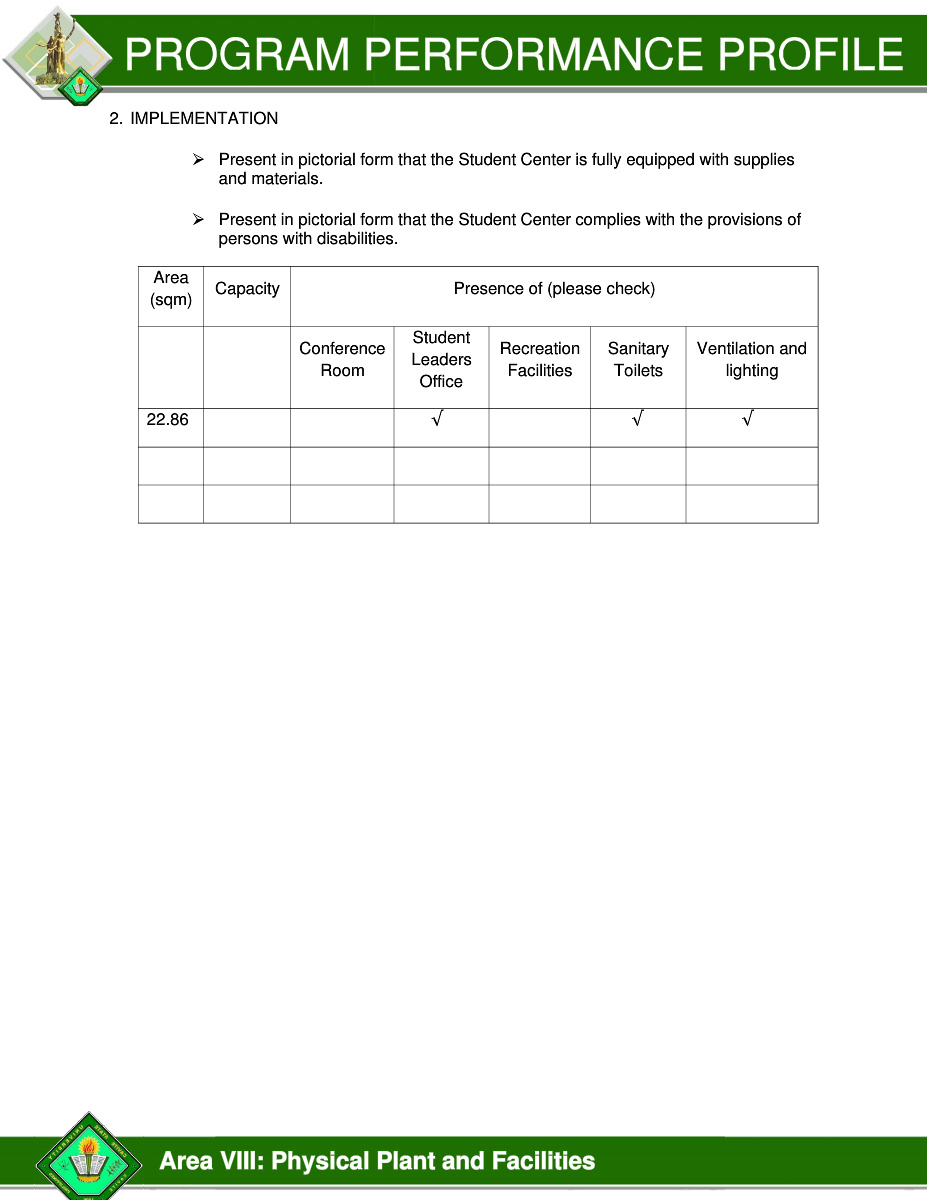 PROGRAM PERFORMANCE PROFILE
2. IMPLEMENTATION
➢ Present in pictorial form that the Student Center is fully equipped with supplies
and materials.
➢ Present in pictorial form that the Student Center complies with the provisions of
persons with disabilities.
Area
(sqm)
Capacity
Presence of (please check)
Conference
Room
Student
Leaders
Office
Recreation
Facilities
Sanitary
Toilets
Ventilation and
lighting
22.86 √ √ √
Area VIII: Physical Plant and Facilities